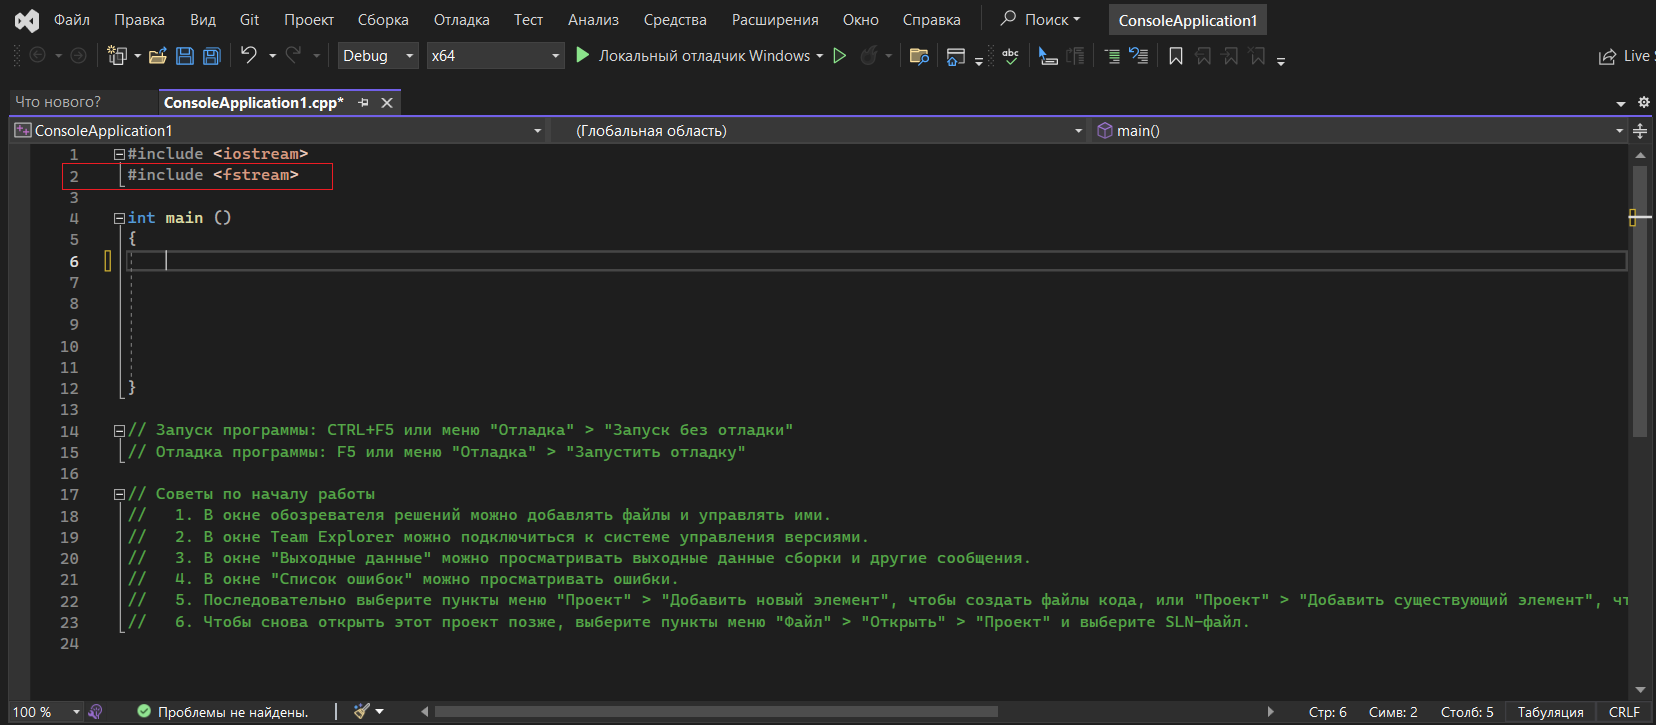 Файл Правка Вид Git Проект Сборка Отладка Тест Анализ Средства Расширения Окно Справка Поиск ConsoleApplication1
Debug x64 Локальный отладчик Windows abc Live
Что нового? ConsoleApplication1.cpp*
ConsoleApplication1 (Глобальная область) main()
1 #include <iostream>
2 #include <fstream>
3
4 int main ()
5 {
6
7
8
9
10
11
12 }
13
14 // Запуск программы: CTRL+F5 или меню "Отладка" > "Запуск без отладки"
15 // Отладка программы: F5 или меню "Отладка" > "Запустить отладку"
16
17 // Советы по началу работы
18 //   1. В окне обозревателя решений можно добавлять файлы и управлять ими.
19 //   2. В окне Team Explorer можно подключиться к системе управления версиями.
20 //   3. В окне "Выходные данные" можно просматривать выходные данные сборки и другие сообщения.
21 //   4. В окне "Список ошибок" можно просматривать ошибки.
22 //   5. Последовательно выберите пункты меню "Проект" > "Добавить новый элемент", чтобы создать файлы кода, или "Проект" > "Добавить существующий элемент", чт
23 //   6. Чтобы снова открыть этот проект позже, выберите пункты меню "Файл" > "Открыть" > "Проект" и выберите SLN-файл.
24
100 % Проблемы не найдены. Стр: 6 Симв: 2 Столб: 5 Табуляция CRLF